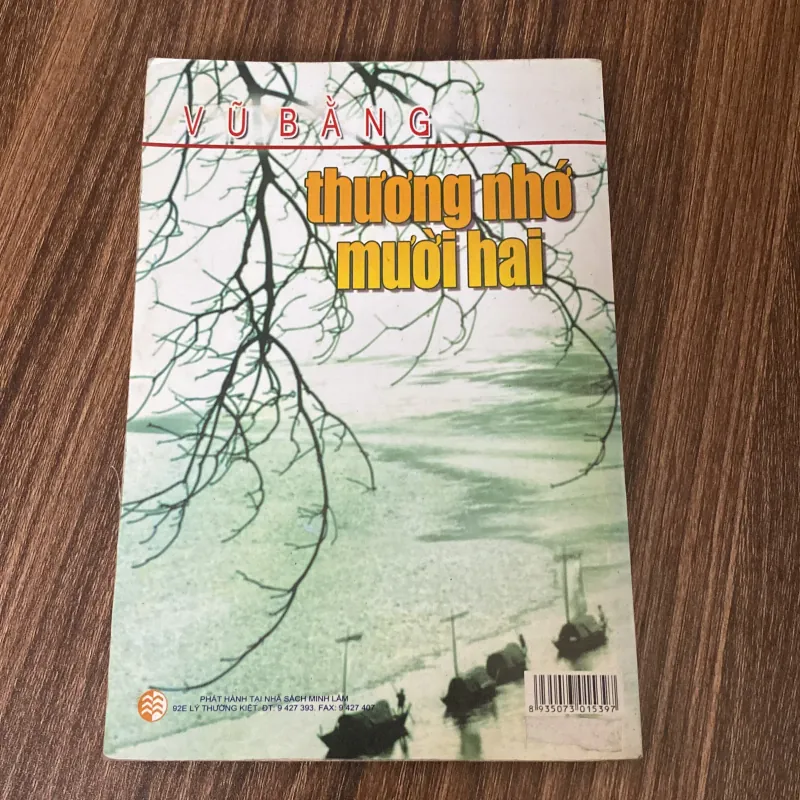 VŨ BẰNG
thương nhớ
mười hai
PHÁT HÀNH TẠI NHÀ SÁCH MINH LÂM
92E LÝ THƯỜNG KIỆT. ĐT: 9 427 393. FAX: 9 427 407
8 935073 015397